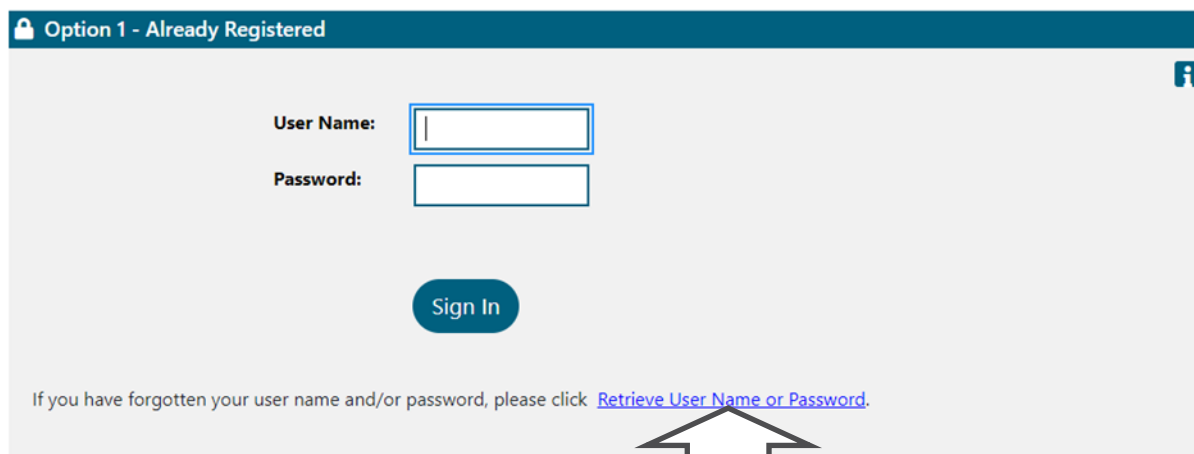 Option 1 - Already Registered
User Name:
Password:
Sign In
If you have forgotten your user name and/or password, please click Retrieve User Name or Password.